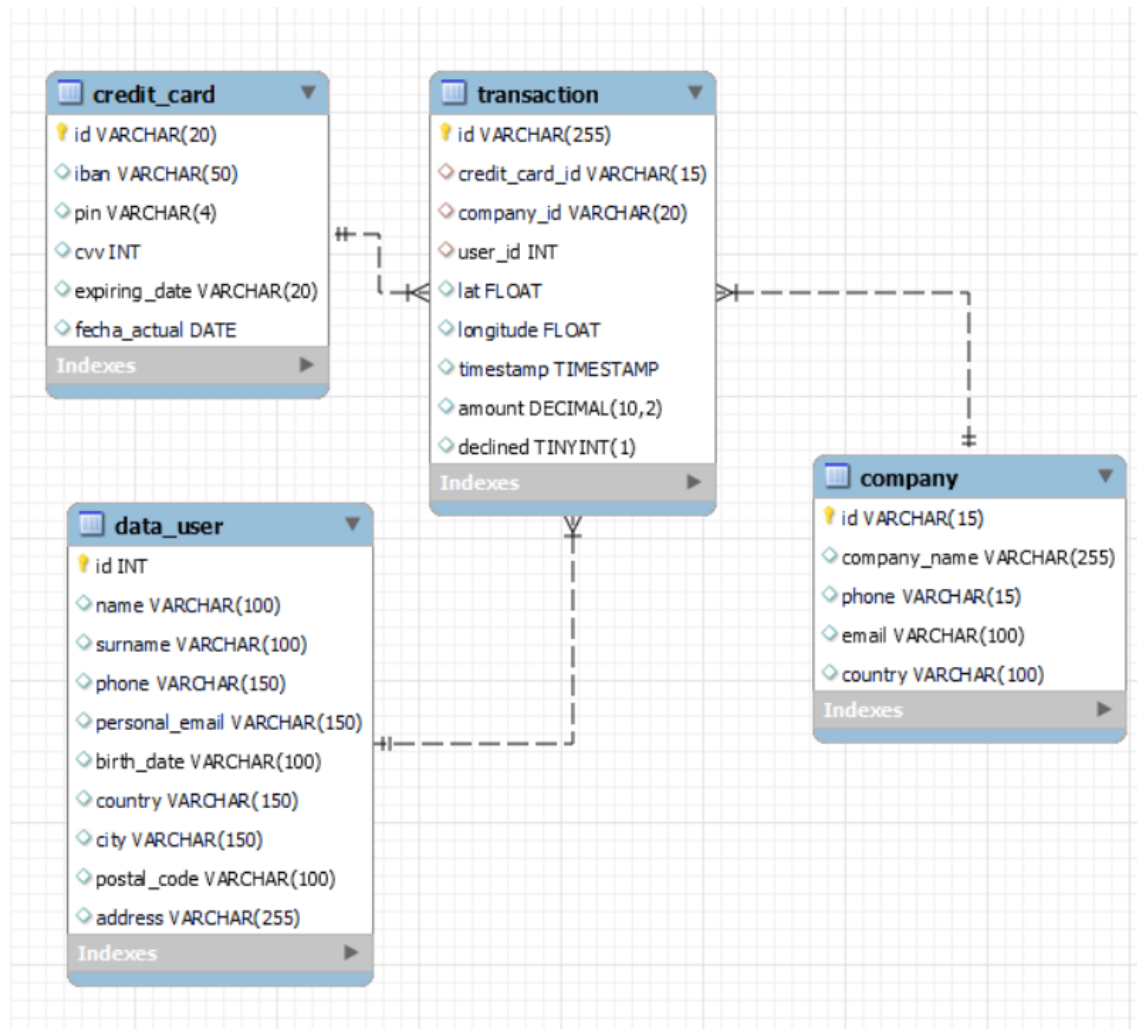 credit_card
id VARCHAR(20)
iban VARCHAR(50)
pin VARCHAR(4)
cvv INT
expiring_date VARCHAR(20)
fecha_actual DATE
Indexes
transaction
id VARCHAR(255)
credit_card_id VARCHAR(15)
company_id VARCHAR(20)
user_id INT
lat FLOAT
longitude FLOAT
timestamp TIMESTAMP
amount DECIMAL(10,2)
declined TINYINT(1)
Indexes
data_user
id INT
name VARCHAR(100)
surname VARCHAR(100)
phone VARCHAR(150)
personal_email VARCHAR(150)
birth_date VARCHAR(100)
country VARCHAR(150)
city VARCHAR(150)
postal_code VARCHAR(100)
address VARCHAR(255)
Indexes
company
id VARCHAR(15)
company_name VARCHAR(255)
phone VARCHAR(15)
email VARCHAR(100)
country VARCHAR(100)
Indexes